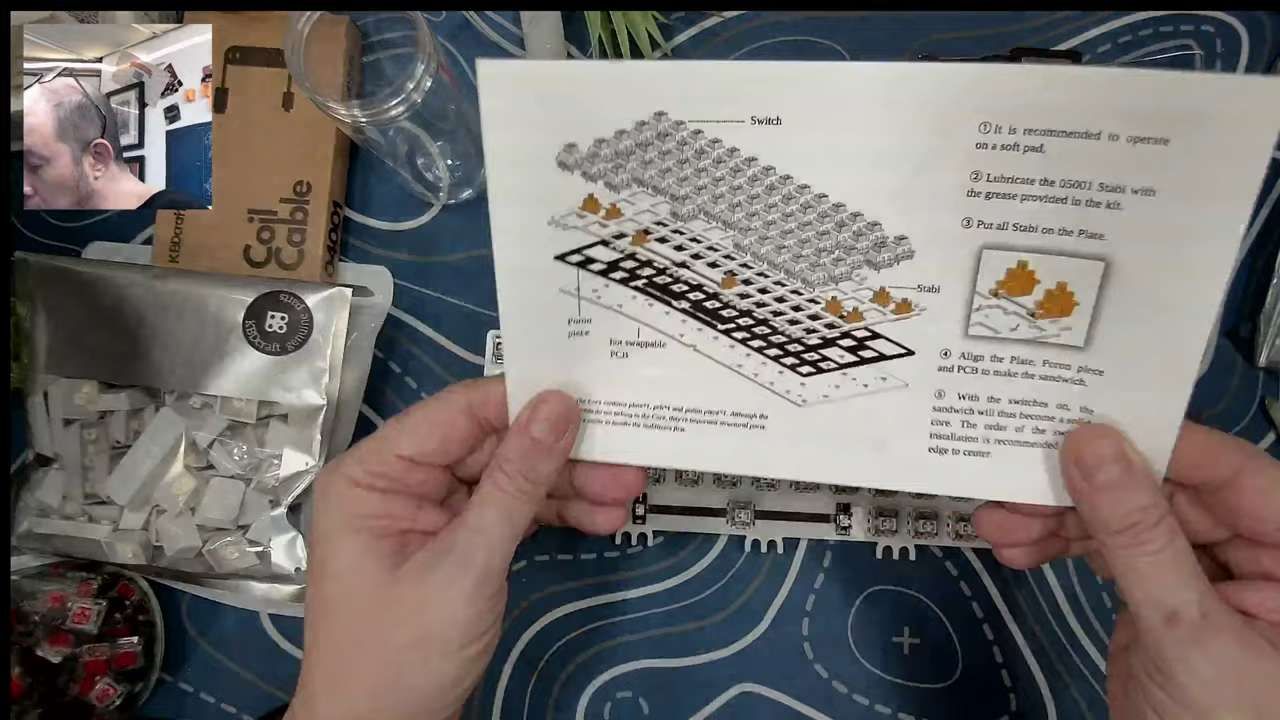 KBDcraft
Coil
Cable
04001
KBDcraft genuine parts
Switch
Stabi
Poron
piece
hot swappable
PCB
① It is recommended to operate
on a soft pad.
② Lubricate the 05001 Stabi with
the grease provided in the kit.
③ Put all Stabi on the Plate.
④ Align the Plate, Poron piece
and PCB to make the sandwich.
⑤ With the switches on, the
sandwich will thus become a
core. The order of the
installation is recommended
edge to center.